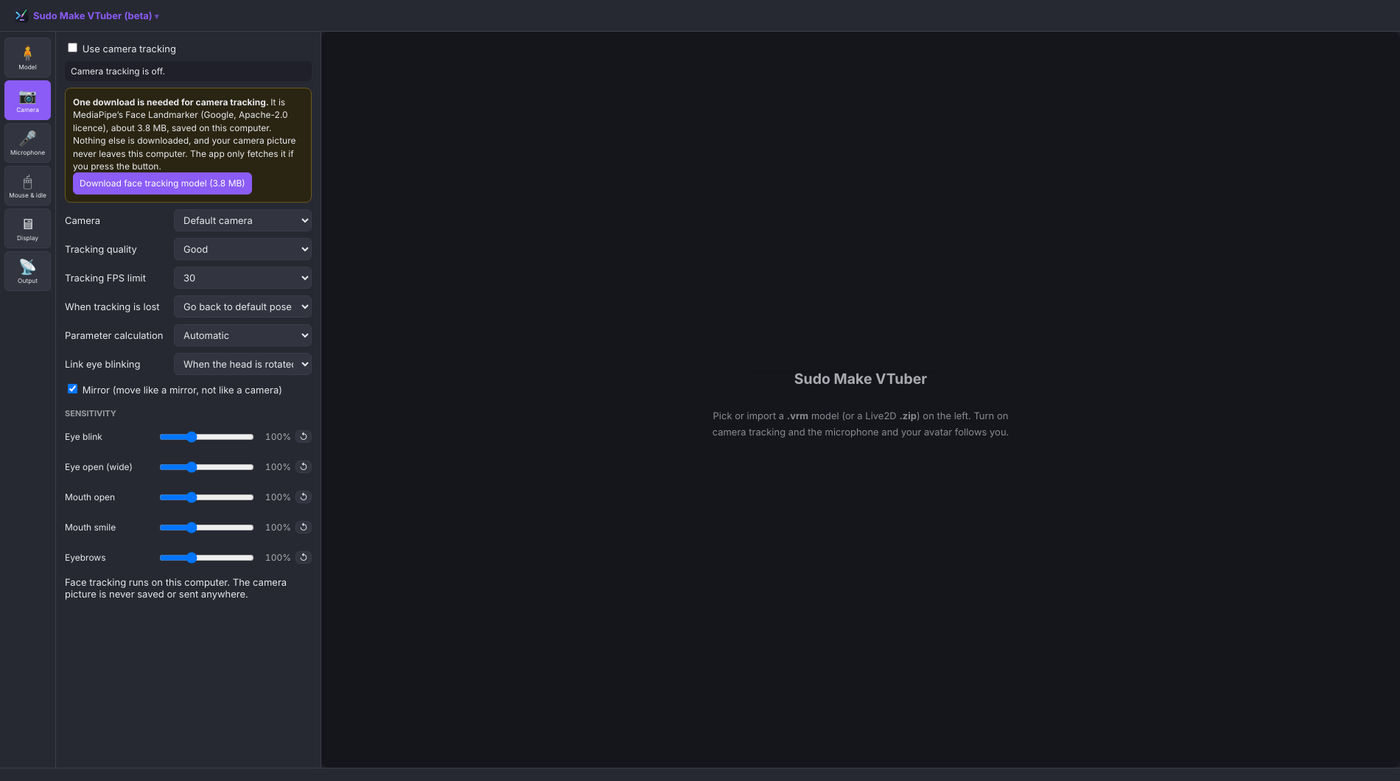 Sudo Make VTuber (beta) ▾
Model
Camera
Microphone
Mouse & idle
Display
Output
Use camera tracking
Camera tracking is off.
One download is needed for camera tracking. It is
MediaPipe's Face Landmarker (Google, Apache-2.0
licence), about 3.8 MB, saved on this computer.
Nothing else is downloaded, and your camera picture
never leaves this computer. The app only fetches it if
you press the button.
Download face tracking model (3.8 MB)
Camera Default camera
Tracking quality Good
Tracking FPS limit 30
When tracking is lost Go back to default pose
Parameter calculation Automatic
Link eye blinking When the head is rotated
Mirror (move like a mirror, not like a camera)
SENSITIVITY
Eye blink 100%
Eye open (wide) 100%
Mouth open 100%
Mouth smile 100%
Eyebrows 100%
Face tracking runs on this computer. The camera
picture is never saved or sent anywhere.
Sudo Make VTuber
Pick or import a .vrm model (or a Live2D .zip) on the left. Turn on
camera tracking and the microphone and your avatar follows you.